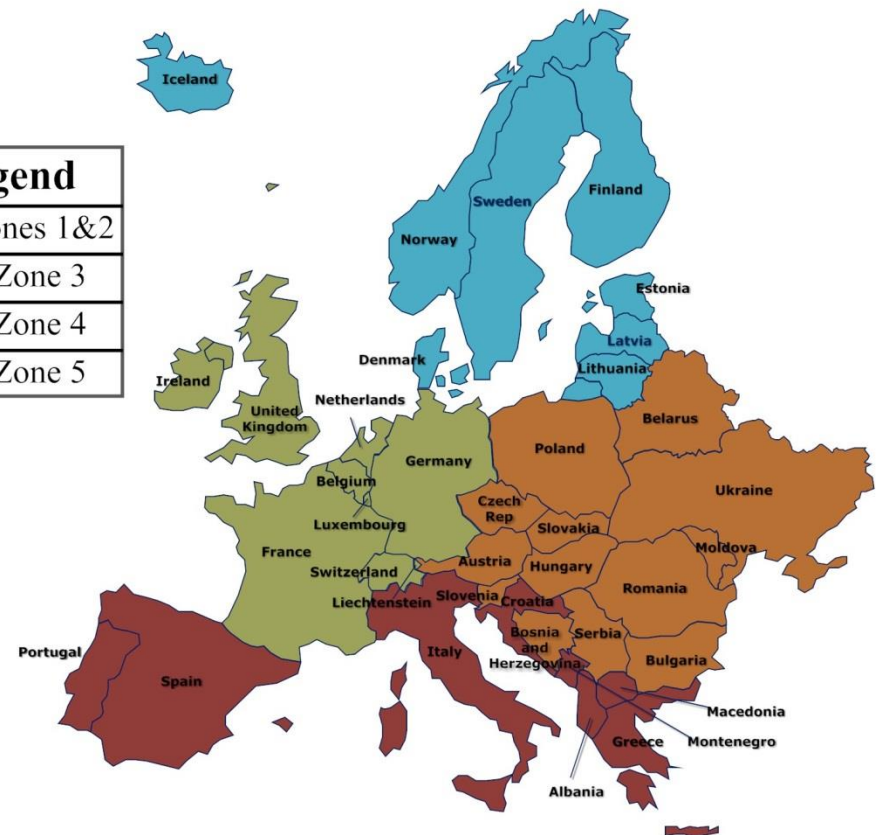 Iceland
gend
ones 1&2
Zone 3
Zone 4
Zone 5
Finland
Sweden
Norway
Estonia
Latvia
Denmark
Lithuania
Ireland
Netherlands
United
Kingdom
Belarus
Poland
Germany
Belgium
Ukraine
Czech
Rep
Luxembourg
Slovakia
France
Moldova
Austria
Hungary
Switzerland
Romania
Liechtenstein
Slovenia
Croatia
Bosnia
and
Herzegovina
Serbia
Portugal
Italy
Bulgaria
Spain
Macedonia
Greece
Montenegro
Albania